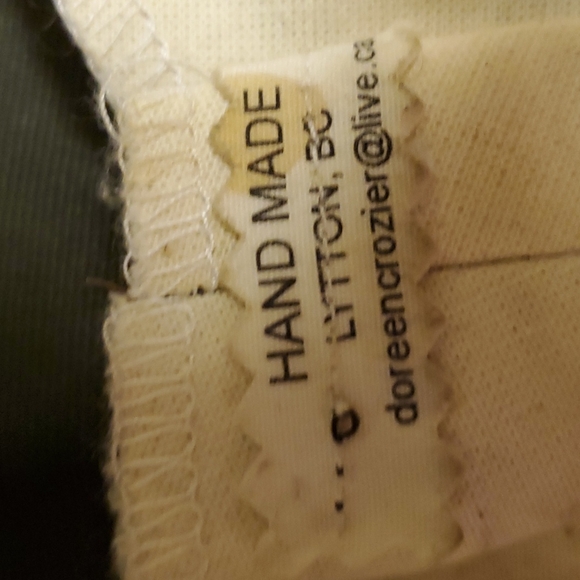 HAND MADE
LYTTON, BC
doreencrozier@live.ca